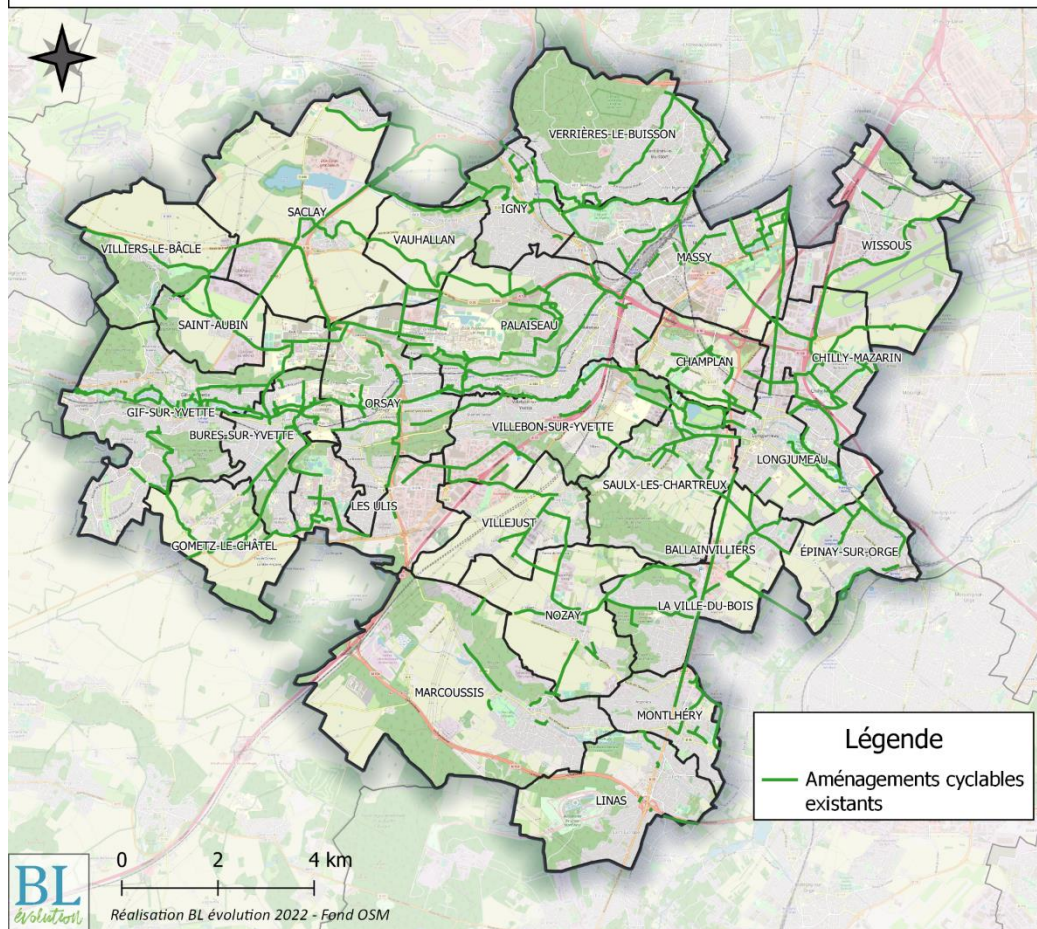 VERRIÈRES-LE-BUISSON
IGNY
SACLAY
VAUHALLAN
WISSOUS
VILLIERS-LE-BÂCLE
MASSY
SAINT-AUBIN
PALAISEAU
CHAMPLAN
CHILLY-MAZARIN
ORSAY
GIF-SUR-YVETTE
VILLEBON-SUR-YVETTE
BURES-SUR-YVETTE
LONGJUMEAU
SAULX-LES-CHARTREUX
LES ULIS
VILLEJUST
GOMETZ-LE-CHÂTEL
BALLAINVILLIERS
ÉPINAY-SUR-ORGE
LA VILLE-DU-BOIS
NOZAY
MARCOUSSIS
MONTLHÉRY
LINAS
Légende
Aménagements cyclables
existants
0 2 4 km
BL
évolution
Réalisation BL évolution 2022 - Fond OSM